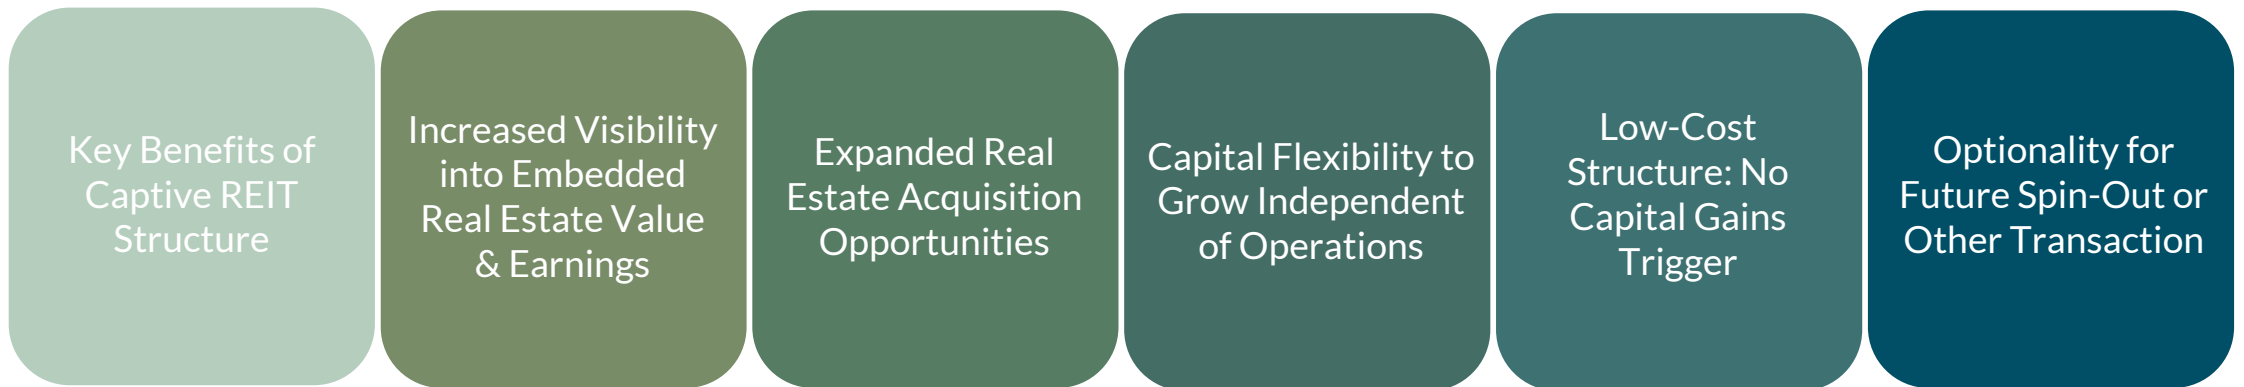 Key Benefits of
Captive REIT
Structure
Increased Visibility
into Embedded
Real Estate Value
& Earnings
Expanded Real
Estate Acquisition
Opportunities
Capital Flexibility to
Grow Independent
of Operations
Low-Cost
Structure: No
Capital Gains
Trigger
Optionality for
Future Spin-Out or
Other Transaction